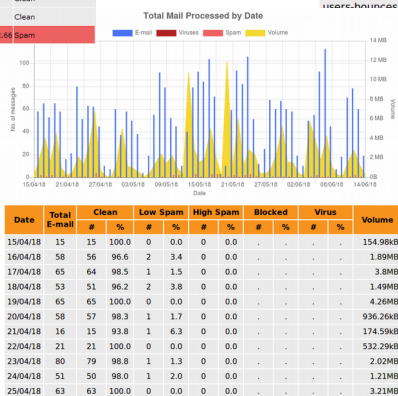 Clean
users-bounces
.66 Spam
Total Mail Processed by Date
E-mail Viruses Spam Volume
14 MB
12 MB
100
10 MB
80
8 MB
60
6 MB
40
4 MB
20
2 MB
0
0B
No. of messages
Volume
15/04/18 21/04/18 27/04/18 03/05/18 09/05/18 15/05/18 21/05/18 27/05/18 02/06/18 08/06/18 14/06/18
Date
Date Total E-mail Clean Low Spam High Spam Blocked Virus Volume
# % # % # % # % # %
15/04/18 15 15 100.0 0 0.0 0 0.0 . . . . 154.98kB
16/04/18 58 56 96.6 2 3.4 0 0.0 . . . . 1.89MB
17/04/18 65 64 98.5 1 1.5 0 0.0 . . . . 3.8MB
18/04/18 53 51 96.2 2 3.8 0 0.0 . . . . 1.49MB
19/04/18 65 65 100.0 0 0.0 0 0.0 . . . . 4.26MB
20/04/18 58 57 98.3 1 1.7 0 0.0 . . . . 936.26kB
21/04/18 16 15 93.8 1 6.3 0 0.0 . . . . 174.59kB
22/04/18 21 21 100.0 0 0.0 0 0.0 . . . . 532.29kB
23/04/18 80 79 98.8 1 1.3 0 0.0 . . . . 2.02MB
24/04/18 51 50 98.0 1 2.0 0 0.0 . . . . 1.21MB
25/04/18 63 63 100.0 0 0.0 0 0.0 . . . . 3.21MB